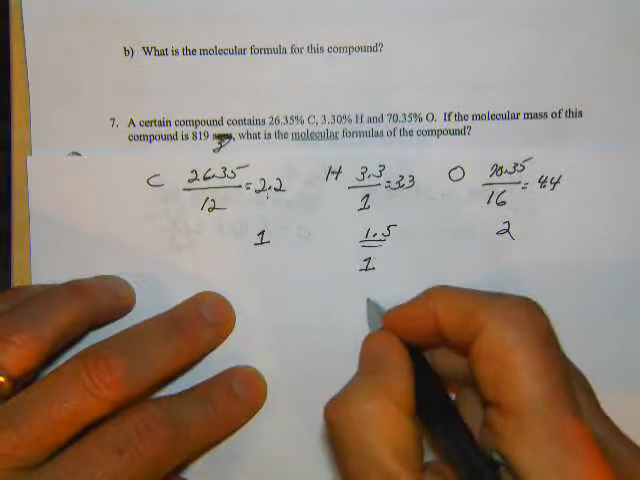 b) What is the molecular formula for this compound?
7. A certain compound contains 26.35% C, 3.30% H and 70.35% O. If the molecular mass of this
compound is 819 , what is the molecular formulas of the compound?
C 26.35/12 = 2.2 H 3.3/1 = 3.3 O 70.35/16 = 4.4
1 1.5 2
1